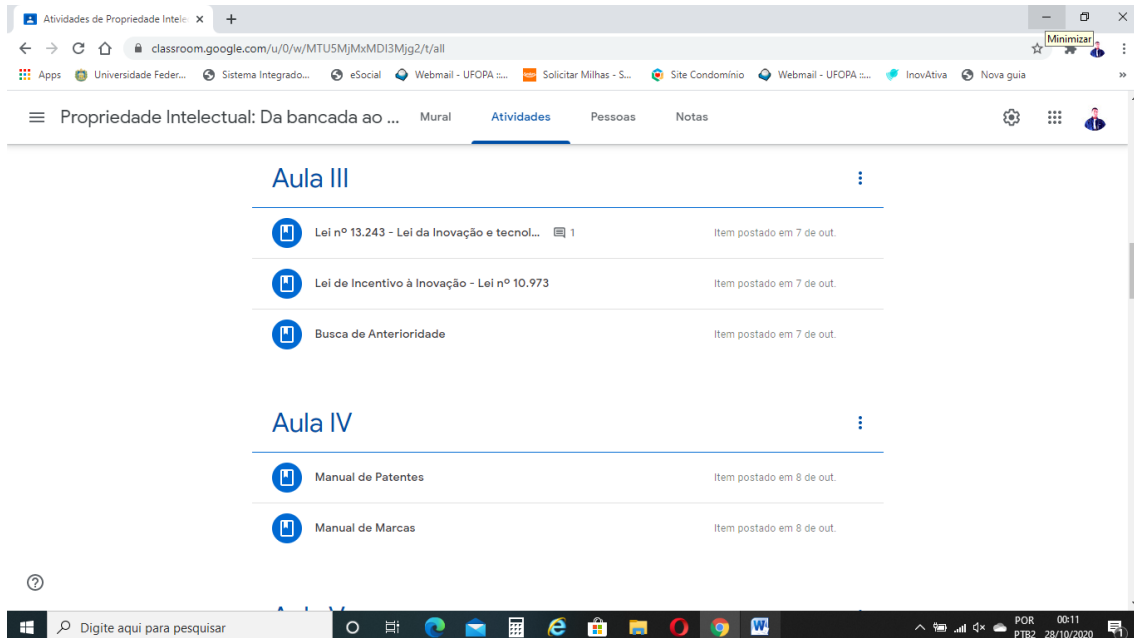 Atividades de Propriedade Intele
classroom.google.com/u/0/w/MTU5MjMxMDI3Mjg2/t/all
Minimizar
Apps Universidade Feder... Sistema Integrado... eSocial Webmail - UFOPA ::... Solicitar Milhas - S... Site Condomínio Webmail - UFOPA ::... InovAtiva Nova guia »
Propriedade Intelectual: Da bancada ao ... Mural Atividades Pessoas Notas
Aula III
Lei nº 13.243 - Lei da Inovação e tecnol... 1 Item postado em 7 de out.
Lei de Incentivo à Inovação - Lei nº 10.973 Item postado em 7 de out.
Busca de Anterioridade Item postado em 7 de out.
Aula IV
Manual de Patentes Item postado em 8 de out.
Manual de Marcas Item postado em 8 de out.
Digite aqui para pesquisar
POR 00:11
PTB2 28/10/2020